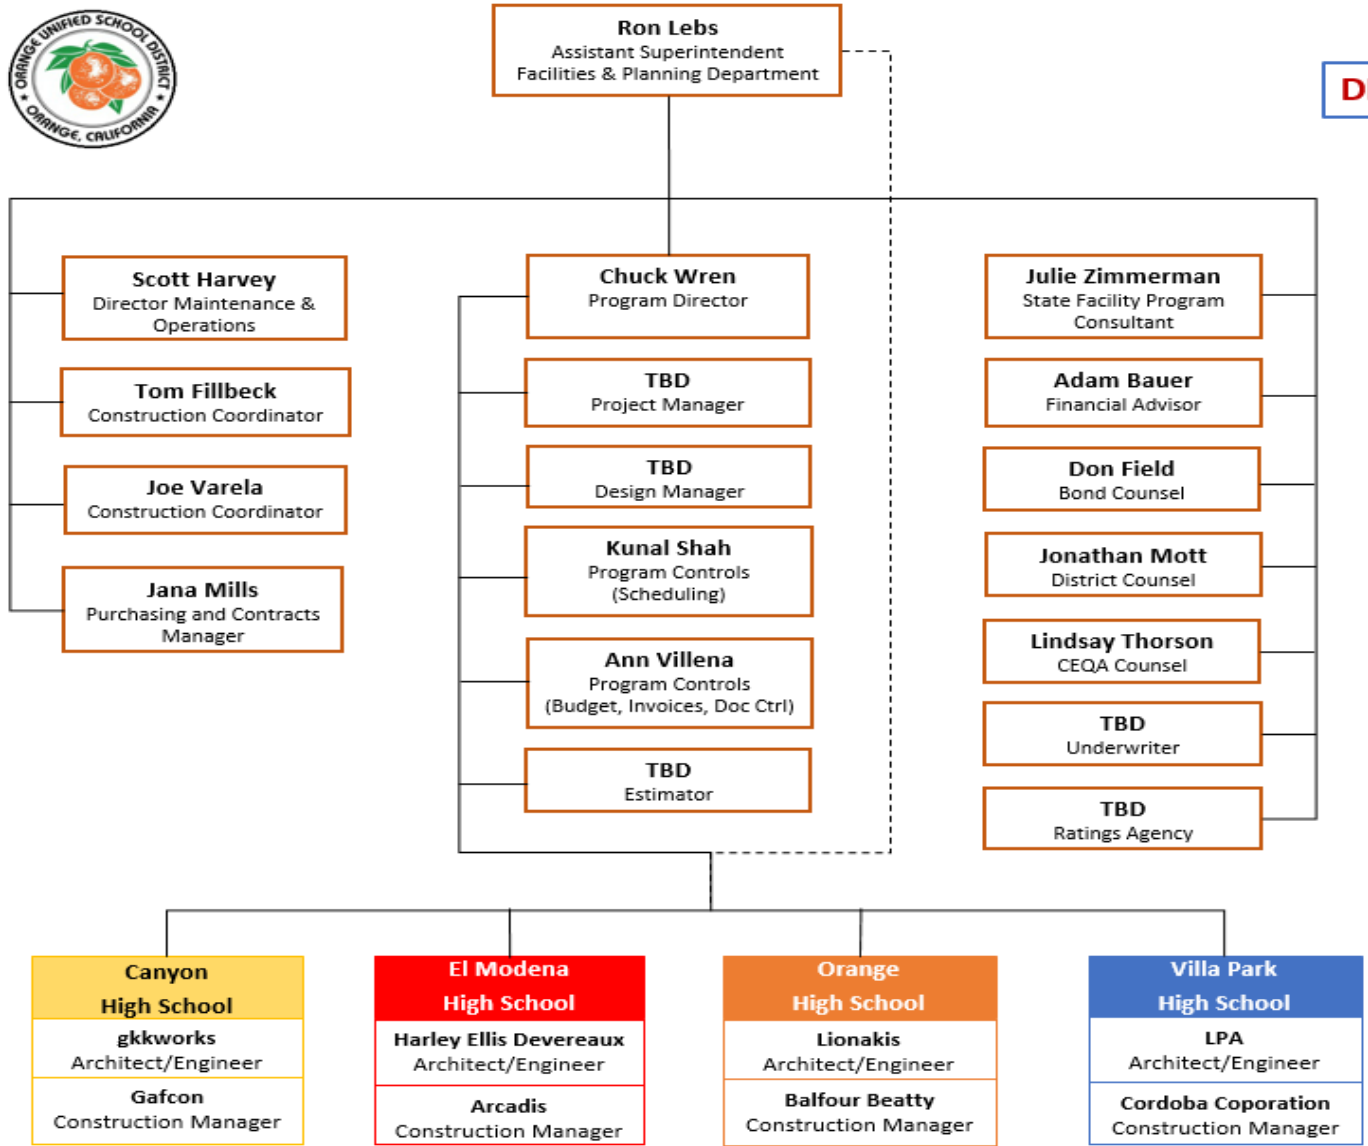 ORANGE UNIFIED SCHOOL DISTRICT
ORANGE, CALIFORNIA
Ron Lebs
Assistant Superintendent
Facilities & Planning Department
Scott Harvey
Director Maintenance &
Operations
Tom Fillbeck
Construction Coordinator
Joe Varela
Construction Coordinator
Jana Mills
Purchasing and Contracts
Manager
Chuck Wren
Program Director
TBD
Project Manager
TBD
Design Manager
Kunal Shah
Program Controls
(Scheduling)
Ann Villena
Program Controls
(Budget, Invoices, Doc Ctrl)
TBD
Estimator
Julie Zimmerman
State Facility Program
Consultant
Adam Bauer
Financial Advisor
Don Field
Bond Counsel
Jonathan Mott
District Counsel
Lindsay Thorson
CEQA Counsel
TBD
Underwriter
TBD
Ratings Agency
Canyon
High School
gkkworks
Architect/Engineer
Gafcon
Construction Manager
El Modena
High School
Harley Ellis Devereaux
Architect/Engineer
Arcadis
Construction Manager
Orange
High School
Lionakis
Architect/Engineer
Balfour Beatty
Construction Manager
Villa Park
High School
LPA
Architect/Engineer
Cordoba Coporation
Construction Manager